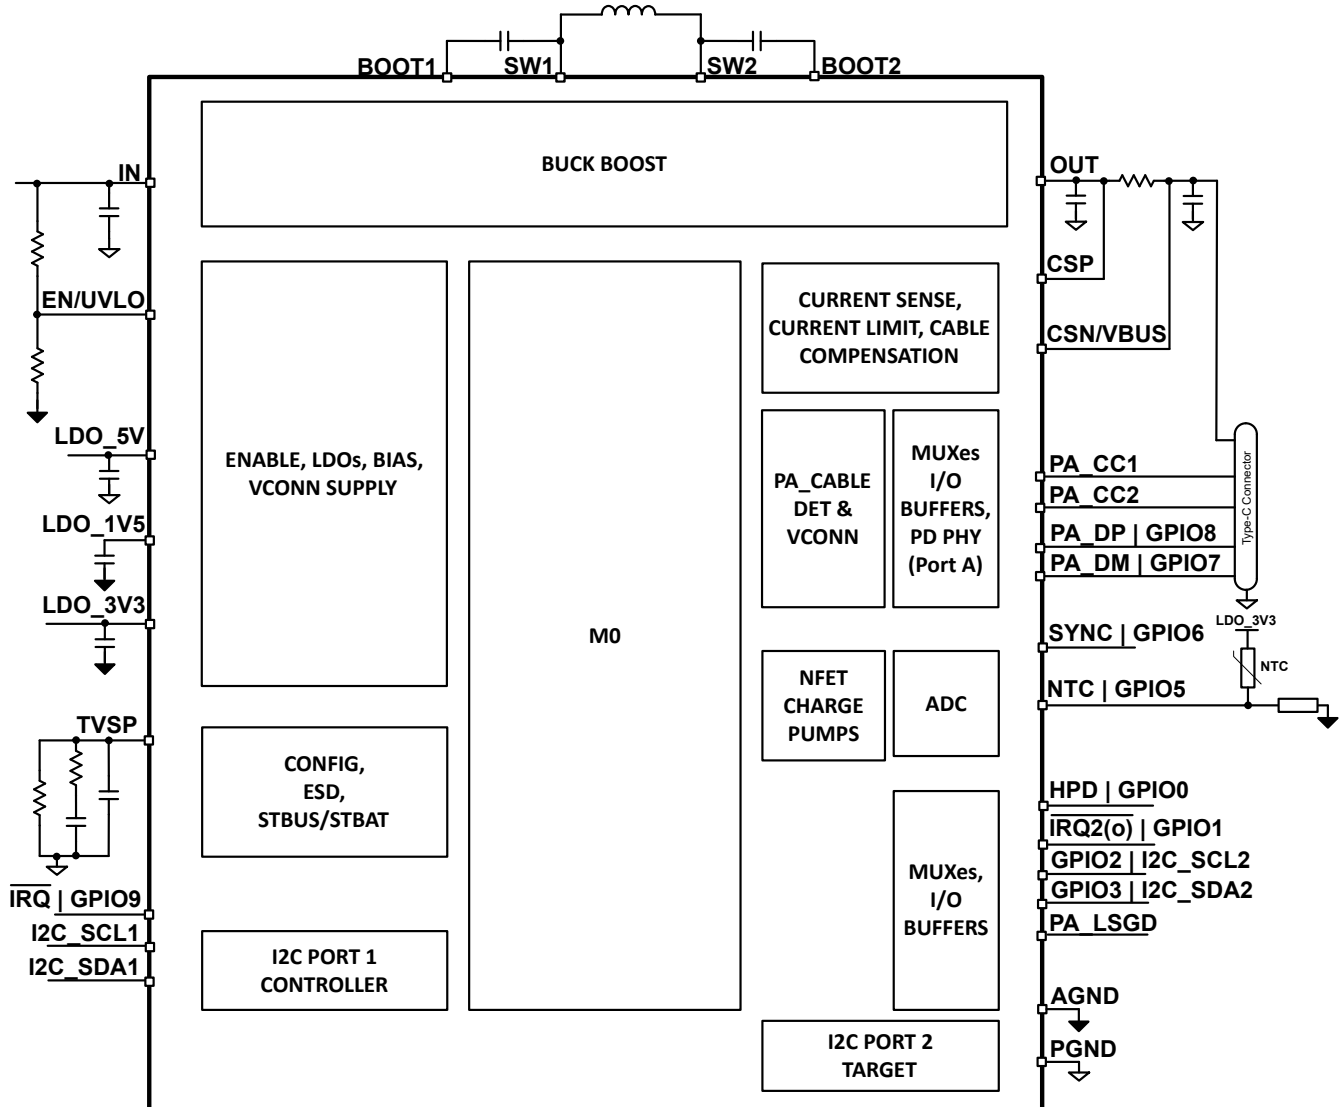 BOOT1
SW1
SW2
BOOT2
BUCK BOOST
IN
OUT
CSP
EN/UVLO
CURRENT SENSE,
CURRENT LIMIT, CABLE
COMPENSATION
CSN/VBUS
LDO_5V
ENABLE, LDOs, BIAS,
VCONN SUPPLY
PA_CABLE
DET &
VCONN
MUXes
I/O
BUFFERS,
PD PHY
(Port A)
PA_CC1
PA_CC2
PA_DP | GPIO8
PA_DM | GPIO7
Type-C Connector
LDO_1V5
LDO_3V3
M0
SYNC | GPIO6
LDO_3V3
NTC
NTC | GPIO5
NFET
CHARGE
PUMPS
ADC
TVSP
CONFIG,
ESD,
STBUS/STBAT
HPD | GPIO0
IRQ2(o) | GPIO1
GPIO2 | I2C_SCL2
GPIO3 | I2C_SDA2
PA_LSGD
MUXes,
I/O
BUFFERS
IRQ | GPIO9
I2C_SCL1
I2C_SDA1
I2C PORT 1
CONTROLLER
AGND
PGND
I2C PORT 2
TARGET